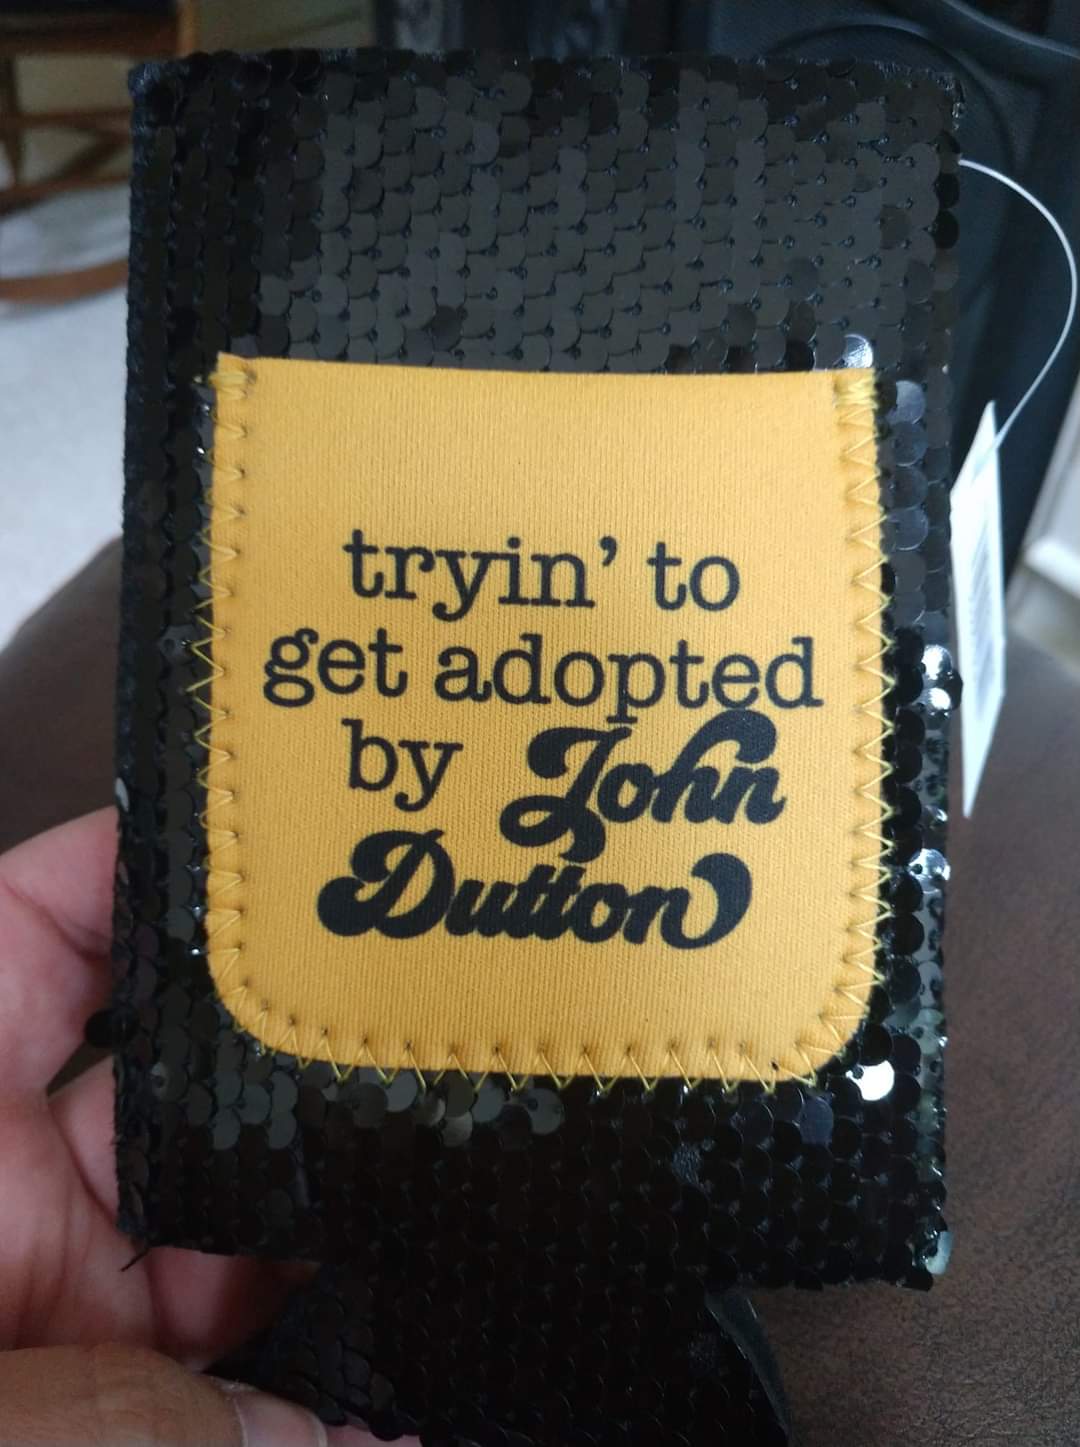 tryin’ to
get adopted
by John
Dutton